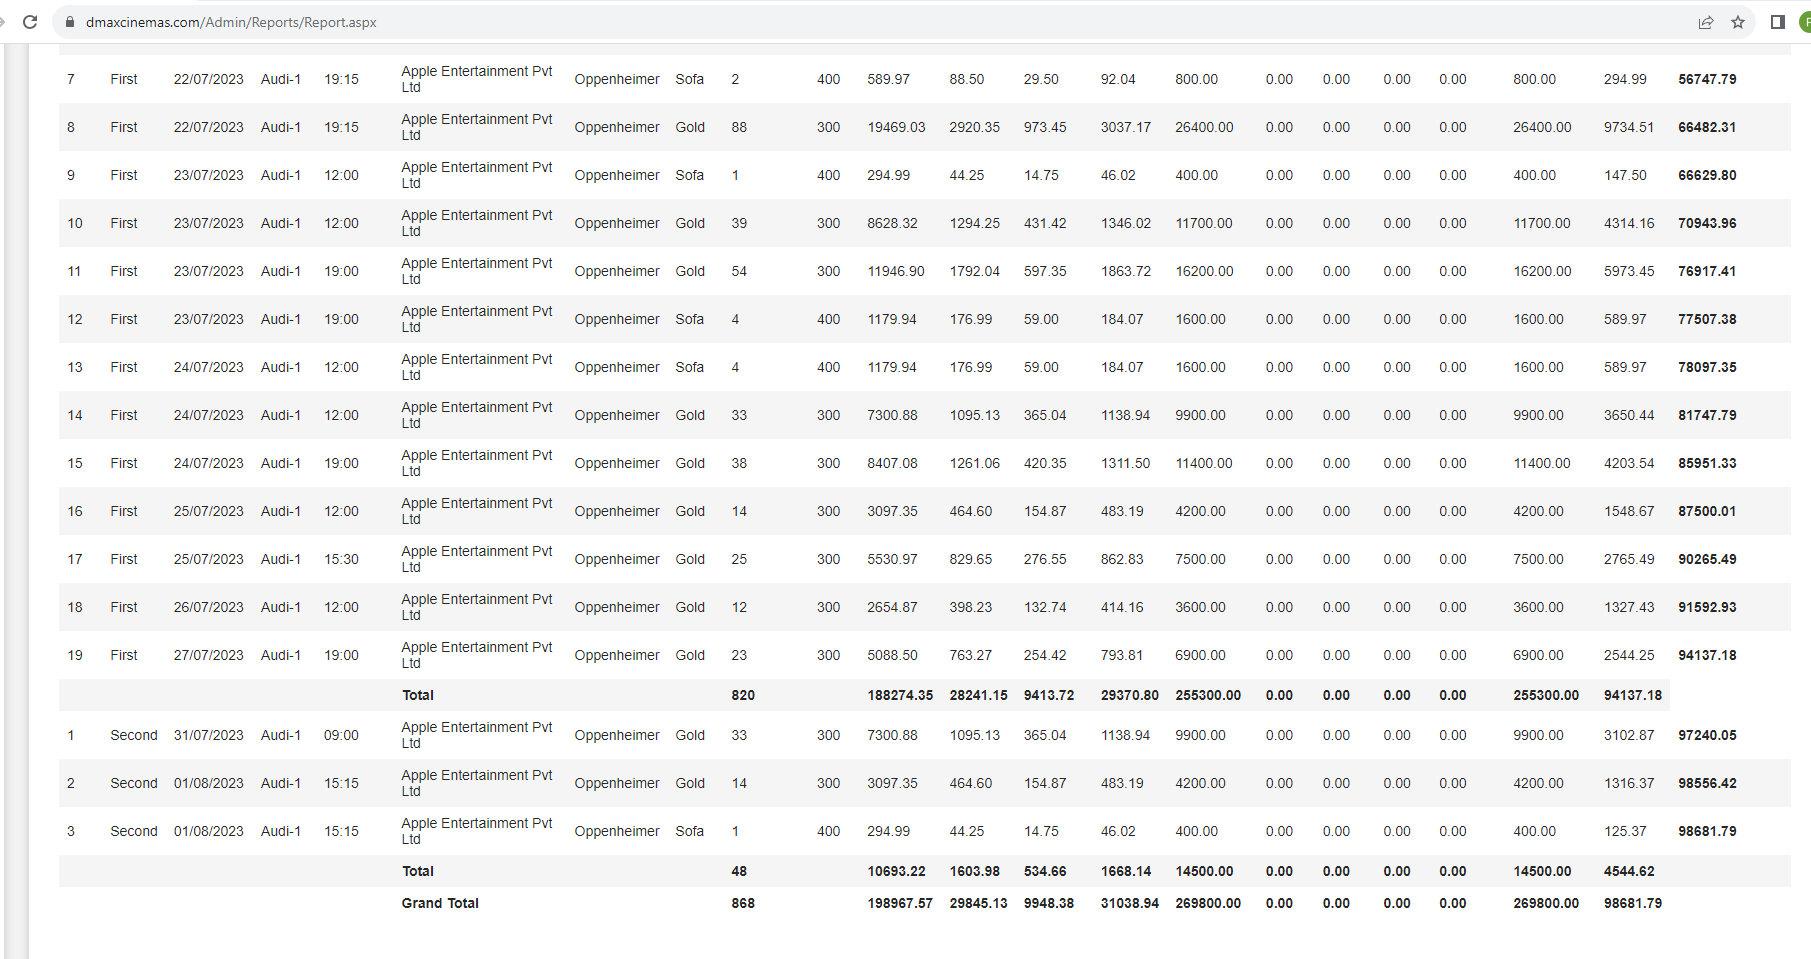 dmaxcinemas.com/Admin/Reports/Report.aspx
7 First 22/07/2023 Audi-1 19:15 Apple Entertainment Pvt Ltd Oppenheimer Sofa 2 400 589.97 88.50 29.50 92.04 800.00 0.00 0.00 0.00 0.00 800.00 294.99 56747.79
8 First 22/07/2023 Audi-1 19:15 Apple Entertainment Pvt Ltd Oppenheimer Gold 88 300 19469.03 2920.35 973.45 3037.17 26400.00 0.00 0.00 0.00 0.00 26400.00 9734.51 66482.31
9 First 23/07/2023 Audi-1 12:00 Apple Entertainment Pvt Ltd Oppenheimer Sofa 1 400 294.99 44.25 14.75 46.02 400.00 0.00 0.00 0.00 0.00 400.00 147.50 66629.80
10 First 23/07/2023 Audi-1 12:00 Apple Entertainment Pvt Ltd Oppenheimer Gold 39 300 8628.32 1294.25 431.42 1346.02 11700.00 0.00 0.00 0.00 0.00 11700.00 4314.16 70943.96
11 First 23/07/2023 Audi-1 19:00 Apple Entertainment Pvt Ltd Oppenheimer Gold 54 300 11946.90 1792.04 597.35 1863.72 16200.00 0.00 0.00 0.00 0.00 16200.00 5973.45 76917.41
12 First 23/07/2023 Audi-1 19:00 Apple Entertainment Pvt Ltd Oppenheimer Sofa 4 400 1179.94 176.99 59.00 184.07 1600.00 0.00 0.00 0.00 0.00 1600.00 589.97 77507.38
13 First 24/07/2023 Audi-1 12:00 Apple Entertainment Pvt Ltd Oppenheimer Sofa 4 400 1179.94 176.99 59.00 184.07 1600.00 0.00 0.00 0.00 0.00 1600.00 589.97 78097.35
14 First 24/07/2023 Audi-1 12:00 Apple Entertainment Pvt Ltd Oppenheimer Gold 33 300 7300.88 1095.13 365.04 1138.94 9900.00 0.00 0.00 0.00 0.00 9900.00 3650.44 81747.79
15 First 24/07/2023 Audi-1 19:00 Apple Entertainment Pvt Ltd Oppenheimer Gold 38 300 8407.08 1261.06 420.35 1311.50 11400.00 0.00 0.00 0.00 0.00 11400.00 4203.54 85951.33
16 First 25/07/2023 Audi-1 12:00 Apple Entertainment Pvt Ltd Oppenheimer Gold 14 300 3097.35 464.60 154.87 483.19 4200.00 0.00 0.00 0.00 0.00 4200.00 1548.67 87500.01
17 First 25/07/2023 Audi-1 15:30 Apple Entertainment Pvt Ltd Oppenheimer Gold 25 300 5530.97 829.65 276.55 862.83 7500.00 0.00 0.00 0.00 0.00 7500.00 2765.49 90265.49
18 First 26/07/2023 Audi-1 12:00 Apple Entertainment Pvt Ltd Oppenheimer Gold 12 300 2654.87 398.23 132.74 414.16 3600.00 0.00 0.00 0.00 0.00 3600.00 1327.43 91592.93
19 First 27/07/2023 Audi-1 19:00 Apple Entertainment Pvt Ltd Oppenheimer Gold 23 300 5088.50 763.27 254.42 793.81 6900.00 0.00 0.00 0.00 0.00 6900.00 2544.25 94137.18
Total 820 188274.35 28241.15 9413.72 29370.80 255300.00 0.00 0.00 0.00 0.00 255300.00 94137.18
1 Second 31/07/2023 Audi-1 09:00 Apple Entertainment Pvt Ltd Oppenheimer Gold 33 300 7300.88 1095.13 365.04 1138.94 9900.00 0.00 0.00 0.00 0.00 9900.00 3102.87 97240.05
2 Second 01/08/2023 Audi-1 15:15 Apple Entertainment Pvt Ltd Oppenheimer Gold 14 300 3097.35 464.60 154.87 483.19 4200.00 0.00 0.00 0.00 0.00 4200.00 1316.37 98556.42
3 Second 01/08/2023 Audi-1 15:15 Apple Entertainment Pvt Ltd Oppenheimer Sofa 1 400 294.99 44.25 14.75 46.02 400.00 0.00 0.00 0.00 0.00 400.00 125.37 98681.79
Total 48 10693.22 1603.98 534.66 1668.14 14500.00 0.00 0.00 0.00 0.00 14500.00 4544.62
Grand Total 868 198967.57 29845.13 9948.38 31038.94 269800.00 0.00 0.00 0.00 0.00 269800.00 98681.79